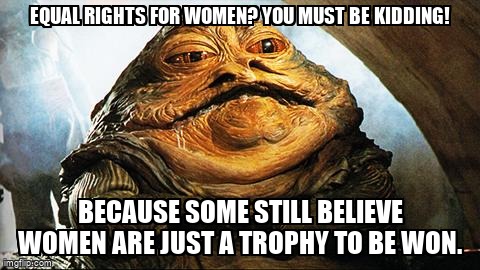 EQUAL RIGHTS FOR WOMEN? YOU MUST BE KIDDING!
BECAUSE SOME STILL BELIEVE
WOMEN ARE JUST A TROPHY TO BE WON.
imgflip.com